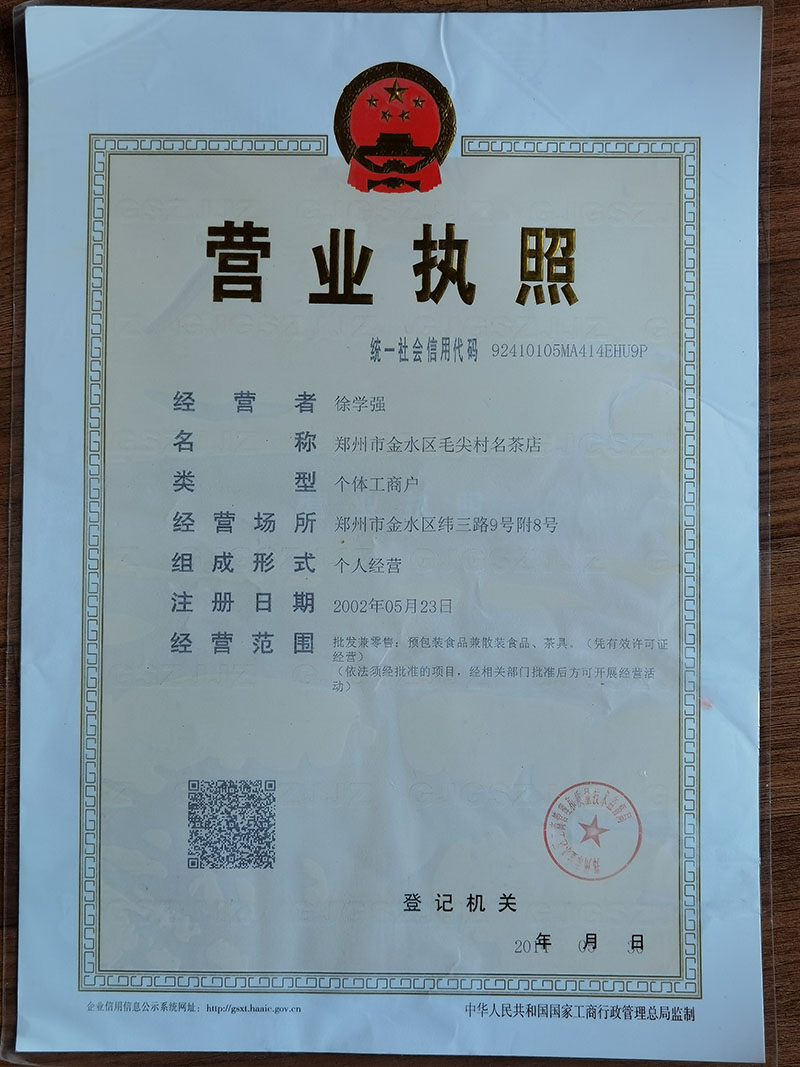 营业执照
统一社会信用代码 92410105MA414EHU9P
经营者 徐学强
名称 郑州市金水区毛尖村名茶店
类型 个体工商户
经营场所 郑州市金水区纬三路9号附8号
组成形式 个人经营
注册日期 2002年05月23日
经营范围 批发兼零售：预包装食品兼散装食品、茶具。（凭有效许可证
经营）
（依法须经批准的项目，经相关部门批准后方可开展经营活
动）
登记机关
年 月 日
企业信用信息公示系统网址：http://gsxt.haaic.gov.cn
中华人民共和国国家工商行政管理总局监制